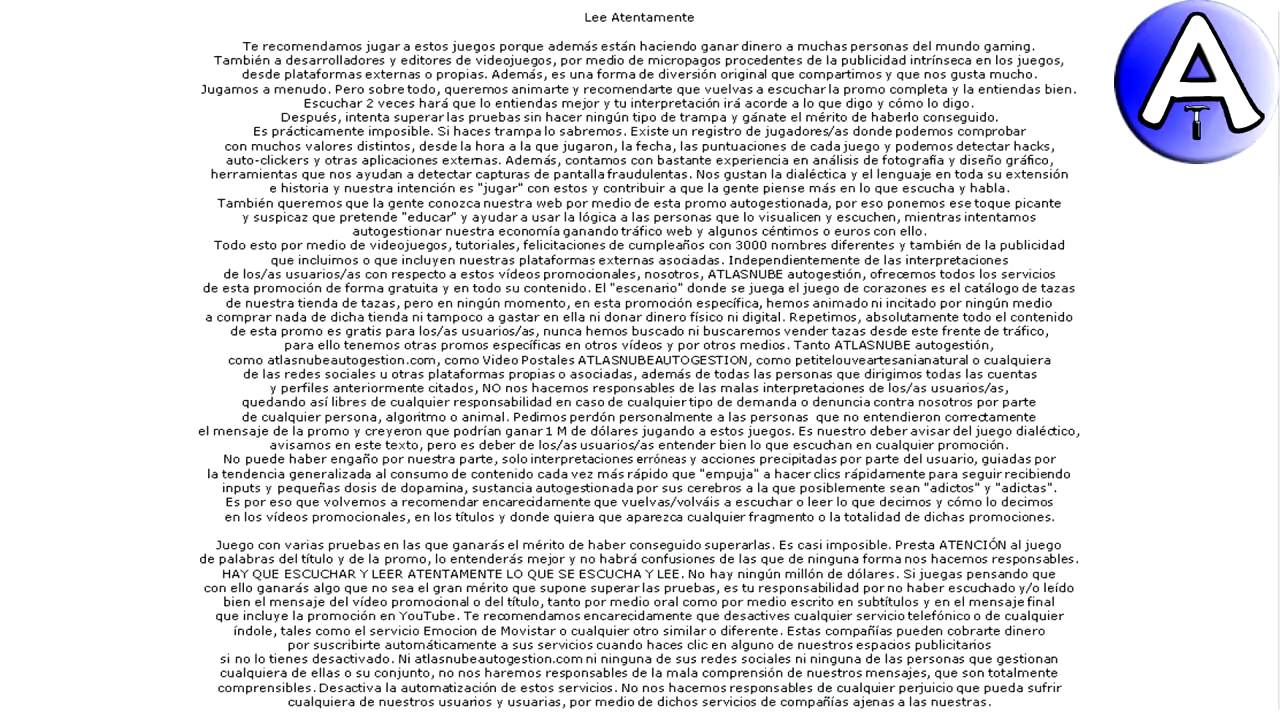 Lee Atentamente
Te recomendamos jugar a estos juegos porque además están haciendo ganar dinero a muchas personas del mundo gaming.
También a desarrolladores y editores de videojuegos, por medio de micropagos procedentes de la publicidad intrínseca en los juegos,
desde plataformas externas o propias. Además, es una forma de diversión original que compartimos y que nos gusta mucho.
Jugamos a menudo. Pero sobre todo, queremos animarte y recomendarte que vuelvas a escuchar la promo completa y la entiendas bien.
Escuchar 2 veces hará que lo entiendas mejor y tu interpretación irá acorde a lo que digo y cómo lo digo.
Después, intenta superar las pruebas sin hacer ningún tipo de trampa y gánate el mérito de haberlo conseguido.
Es prácticamente imposible. Si haces trampa lo sabremos. Existe un registro de jugadores/as donde podemos comprobar
con muchos valores distintos, desde la hora a la que jugaron, la fecha, las puntuaciones de cada juego y podemos detectar hacks,
auto-clickers y otras aplicaciones externas. Además, contamos con bastante experiencia en análisis de fotografía y diseño gráfico,
herramientas que nos ayudan a detectar capturas de pantalla fraudulentas. Nos gustan la dialéctica y el lenguaje en toda su extensión
e historia y nuestra intención es "jugar" con estos y contribuir a que la gente piense más en lo que escucha y habla.
También queremos que la gente conozca nuestra web por medio de esta promo autogestionada, por eso ponemos ese toque picante
y suspicaz que pretende "educar" y ayudar a usar la lógica a las personas que lo visualicen y escuchen, mientras intentamos
autogestionar nuestra economía ganando tráfico web y algunos céntimos o euros con ello.
Todo esto por medio de videojuegos, tutoriales, felicitaciones de cumpleaños con 3000 nombres diferentes y también de la publicidad
que incluimos o que incluyen nuestras plataformas externas asociadas. Independientemente de las interpretaciones
de los/as usuarios/as con respecto a estos vídeos promocionales, nosotros, ATLASNUBE autogestión, ofrecemos todos los servicios
de esta promoción de forma gratuita y en todo su contenido. El "escenario" donde se juega el juego de corazones es el catálogo de tazas
de nuestra tienda de tazas, pero en ningún momento, en esta promoción específica, hemos animado ni incitado por ningún medio
a comprar nada de dicha tienda ni tampoco a gastar en ella ni donar dinero físico ni digital. Repetimos, absolutamente todo el contenido
de esta promo es gratis para los/as usuarios/as, nunca hemos buscado ni buscaremos vender tazas desde este frente de tráfico,
para ello tenemos otras promos específicas en otros vídeos y por otros medios. Tanto ATLASNUBE autogestión,
como atlasnubeautogestion.com, como Video Postales ATLASNUBEAUTOGESTION, como petitelouveartesanianatural o cualquiera
de las redes sociales u otras plataformas propias o asociadas, además de todas las personas que dirigimos todas las cuentas
y perfiles anteriormente citados, NO nos hacemos responsables de las malas interpretaciones de los/as usuarios/as,
quedando así libres de cualquier responsabilidad en caso de cualquier tipo de demanda o denuncia contra nosotros por parte
de cualquier persona, algoritmo o animal. Pedimos perdón personalmente a las personas que no entendieron correctamente
el mensaje de la promo y creyeron que podrían ganar 1 M de dólares jugando a estos juegos. Es nuestro deber avisar del juego dialéctico,
avisamos en este texto, pero es deber de los/as usuarios/as entender bien lo que escuchan en cualquier promoción.
No puede haber engaño por nuestra parte, solo interpretaciones erróneas y acciones precipitadas por parte del usuario, guiadas por
la tendencia generalizada al consumo de contenido cada vez más rápido que "empuja" a hacer clics rápidamente para seguir recibiendo
inputs y pequeñas dosis de dopamina, sustancia autogestionada por sus cerebros a la que posiblemente sean "adictos" y "adictas".
Es por eso que volvemos a recomendar encarecidamente que vuelvas/volváis a escuchar o leer lo que decimos y cómo lo decimos
en los vídeos promocionales, en los títulos y donde quiera que aparezca cualquier fragmento o la totalidad de dichas promociones.
Juego con varias pruebas en las que ganarás el mérito de haber conseguido superarlas. Es casi imposible. Presta ATENCIÓN al juego
de palabras del título y de la promo, lo entenderás mejor y no habrá confusiones de las que de ninguna forma nos hacemos responsables.
HAY QUE ESCUCHAR Y LEER ATENTAMENTE LO QUE SE ESCUCHA Y LEE. No hay ningún millón de dólares. Si juegas pensando que
con ello ganarás algo que no sea el gran mérito que supone superar las pruebas, es tu responsabilidad por no haber escuchado y/o leído
bien el mensaje del vídeo promocional o del título, tanto por medio oral como por medio escrito en subtítulos y en el mensaje final
que incluye la promoción en YouTube. Te recomendamos encarecidamente que desactives cualquier servicio telefónico o de cualquier
índole, tales como el servicio Emocion de Movistar o cualquier otro similar o diferente. Estas compañías pueden cobrarte dinero
por suscribirte automáticamente a sus servicios cuando haces clic en alguno de nuestros espacios publicitarios
si no lo tienes desactivado. Ni atlasnubeautogestion.com ni ninguna de sus redes sociales ni ninguna de las personas que gestionan
cualquiera de ellas o su conjunto, no nos haremos responsables de la mala comprensión de nuestros mensajes, que son totalmente
comprensibles. Desactiva la automatización de estos servicios. No nos hacemos responsables de cualquier perjuicio que pueda sufrir
cualquiera de nuestros usuarios y usuarias, por medio de dichos servicios de compañías ajenas a las nuestras.
A